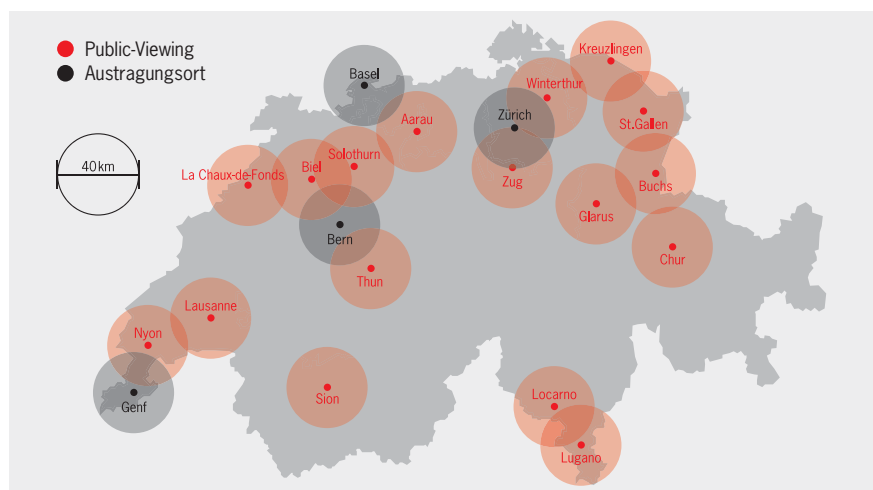 Public-Viewing
Austragungsort
40 km
Kreuzlingen
Basel
Winterthur
Zürich
St.Gallen
Aarau
Solothurn
Biel
La Chaux-de-Fonds
Zug
Buchs
Glarus
Bern
Chur
Thun
Lausanne
Nyon
Genf
Sion
Locarno
Lugano